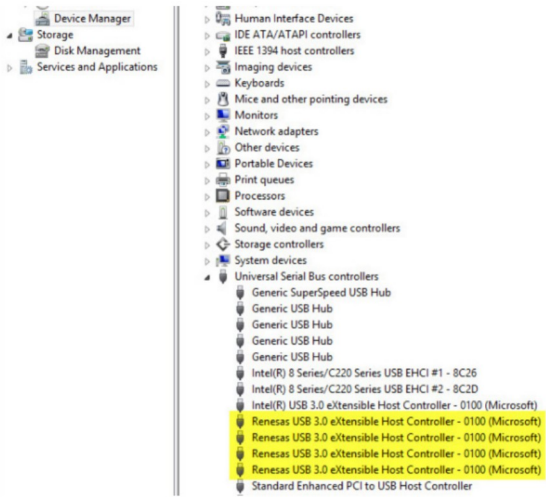 Device Manager
Storage
Disk Management
Services and Applications
Human Interface Devices
IDE ATA/ATAPI controllers
IEEE 1394 host controllers
Imaging devices
Keyboards
Mice and other pointing devices
Monitors
Network adapters
Other devices
Portable Devices
Print queues
Processors
Software devices
Sound, video and game controllers
Storage controllers
System devices
Universal Serial Bus controllers
Generic SuperSpeed USB Hub
Generic USB Hub
Generic USB Hub
Generic USB Hub
Generic USB Hub
Intel(R) 8 Series/C220 Series USB EHCI #1 - 8C26
Intel(R) 8 Series/C220 Series USB EHCI #2 - 8C2D
Intel(R) USB 3.0 eXtensible Host Controller - 0100 (Microsoft)
Renesas USB 3.0 eXtensible Host Controller - 0100 (Microsoft)
Renesas USB 3.0 eXtensible Host Controller - 0100 (Microsoft)
Renesas USB 3.0 eXtensible Host Controller - 0100 (Microsoft)
Renesas USB 3.0 eXtensible Host Controller - 0100 (Microsoft)
Standard Enhanced PCI to USB Host Controller